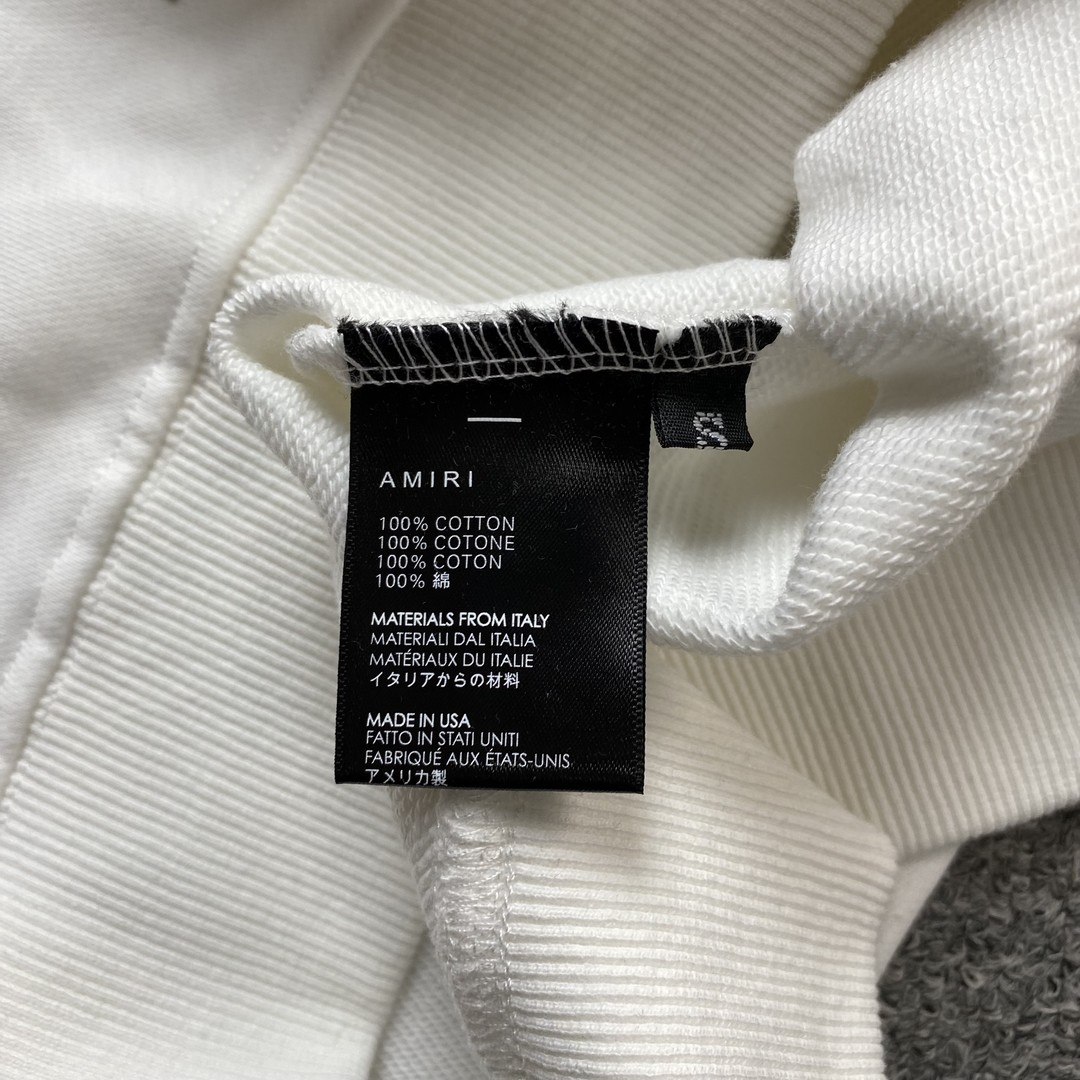 AMIRI
100% COTTON
100% COTONE
100% COTON
100% 綿
MATERIALS FROM ITALY
MATERIALI DAL ITALIA
MATÉRIAUX DU ITALIE
イタリアからの材料
MADE IN USA
FATTO IN STATI UNITI
FABRIQUÉ AUX ÉTATS-UNIS
アメリカ製
S